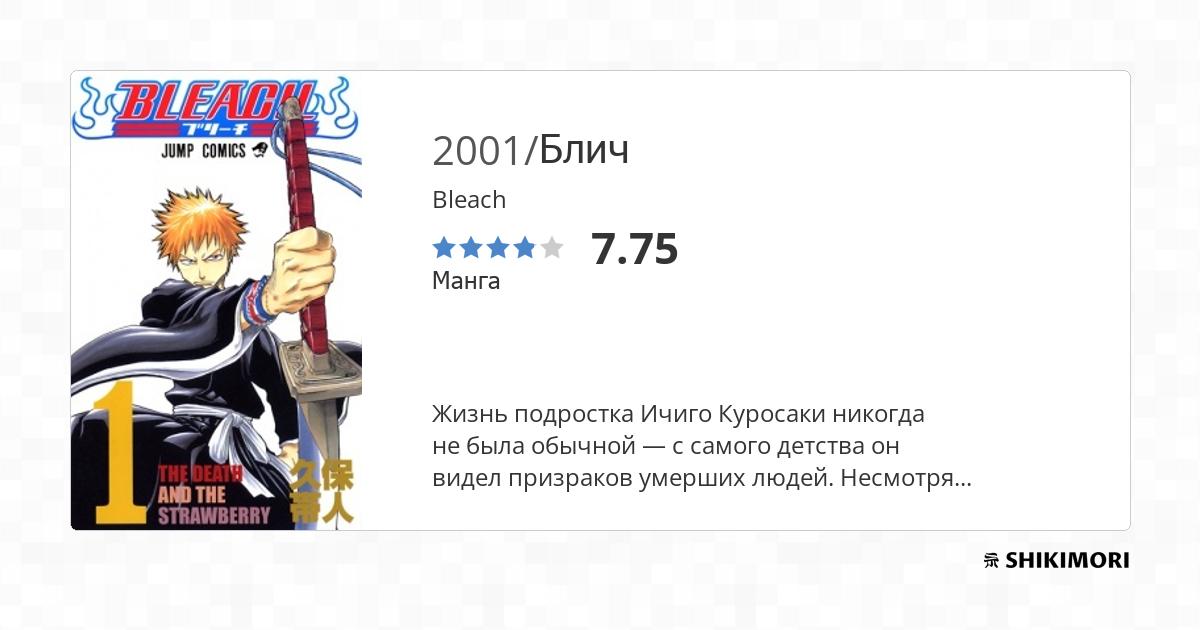 BLEACH
ブリーチ
JUMP COMICS
1
THE DEATH
AND THE
STRAWBERRY
久保
帯人
2001/Блич
Bleach
7.75
Манга
Жизнь подростка Ичиго Куросаки никогда
не была обычной — с самого детства он
видел призраков умерших людей. Несмотря...
SHIKIMORI